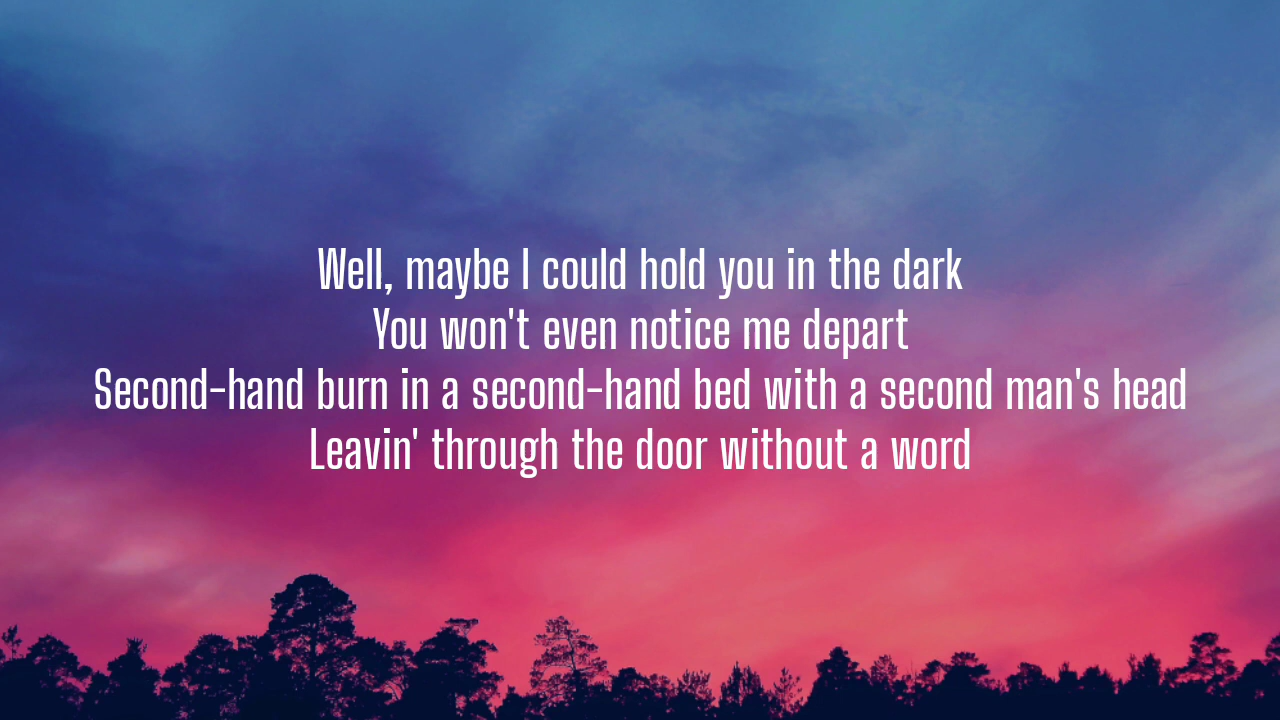 Well, maybe I could hold you in the dark
You won't even notice me depart
Second-hand burn in a second-hand bed with a second man's head
Leavin' through the door without a word